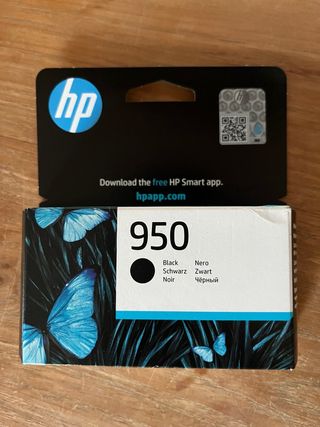 hp
Download the free HP Smart app.
hpapp.com
950
Black Nero
Schwarz Zwart
Noir Чёрный